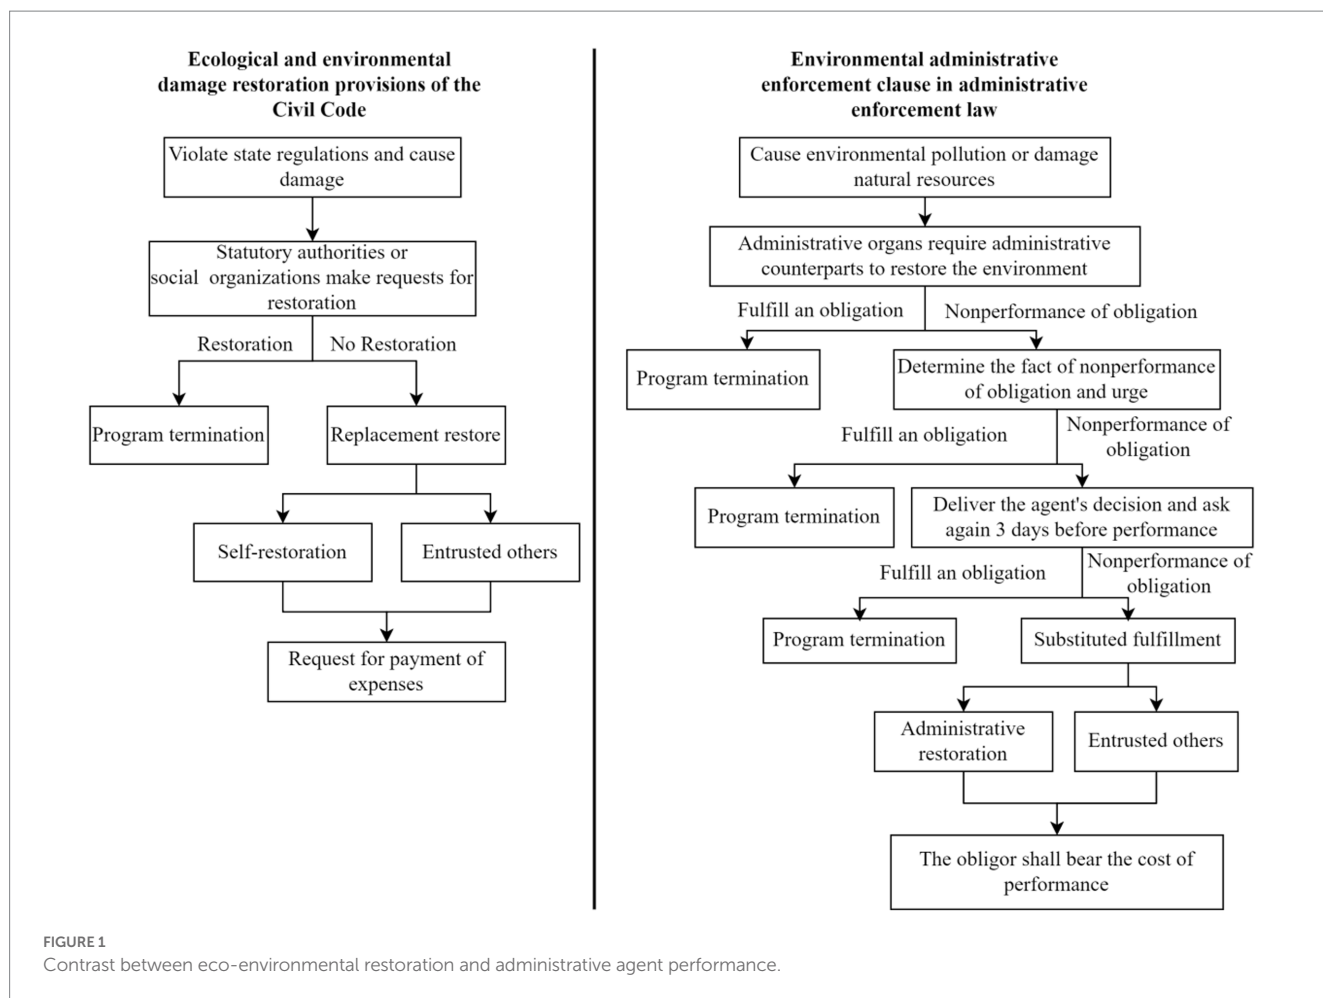 Ecological and environmental
damage restoration provisions of the
Civil Code
Violate state regulations and cause
damage
Statutory authorities or
social organizations make requests for
restoration
Restoration
No Restoration
Program termination
Replacement restore
Self-restoration
Entrusted others
Request for payment of
expenses
Environmental administrative
enforcement clause in administrative
enforcement law
Cause environmental pollution or damage
natural resources
Administrative organs require administrative
counterparts to restore the environment
Fulfill an obligation
Nonperformance of obligation
Program termination
Determine the fact of nonperformance
of obligation and urge
Fulfill an obligation
Nonperformance of
obligation
Program termination
Deliver the agent's decision and ask
again 3 days before performance
Fulfill an obligation
Nonperformance of
obligation
Program termination
Substituted fulfillment
Administrative
restoration
Entrusted others
The obligor shall bear the cost of
performance
FIGURE 1
Contrast between eco-environmental restoration and administrative agent performance.